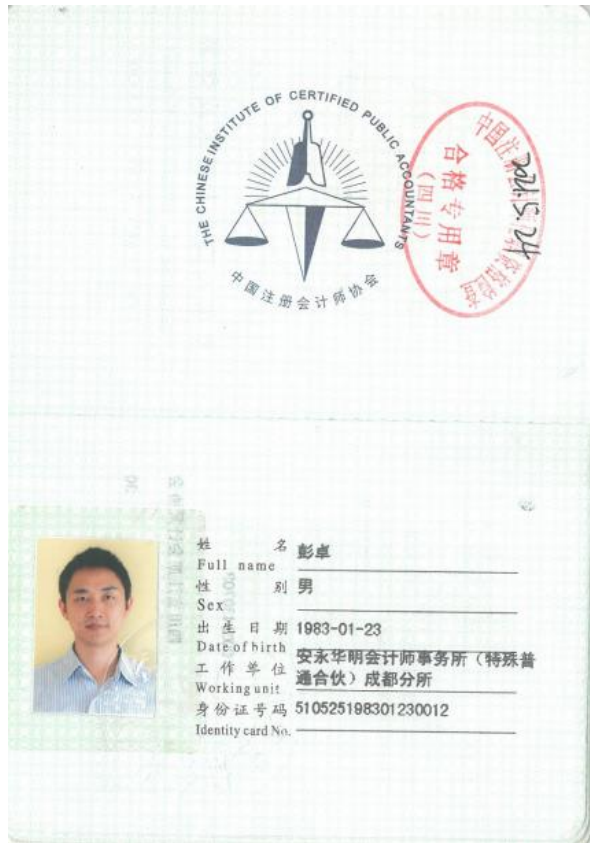 THE CHINESE INSTITUTE OF CERTIFIED PUBLIC ACCOUNTANTS
中国注册会计师协会
合格专用章
（四川）
2021.5.24
姓 名 彭卓
Full name
性 别 男
Sex
出生日期 1983-01-23
Date of birth
工作单位 安永华明会计师事务所（特殊普
通合伙）成都分所
Working unit
身份证号码 510525198301230012
Identity card No.